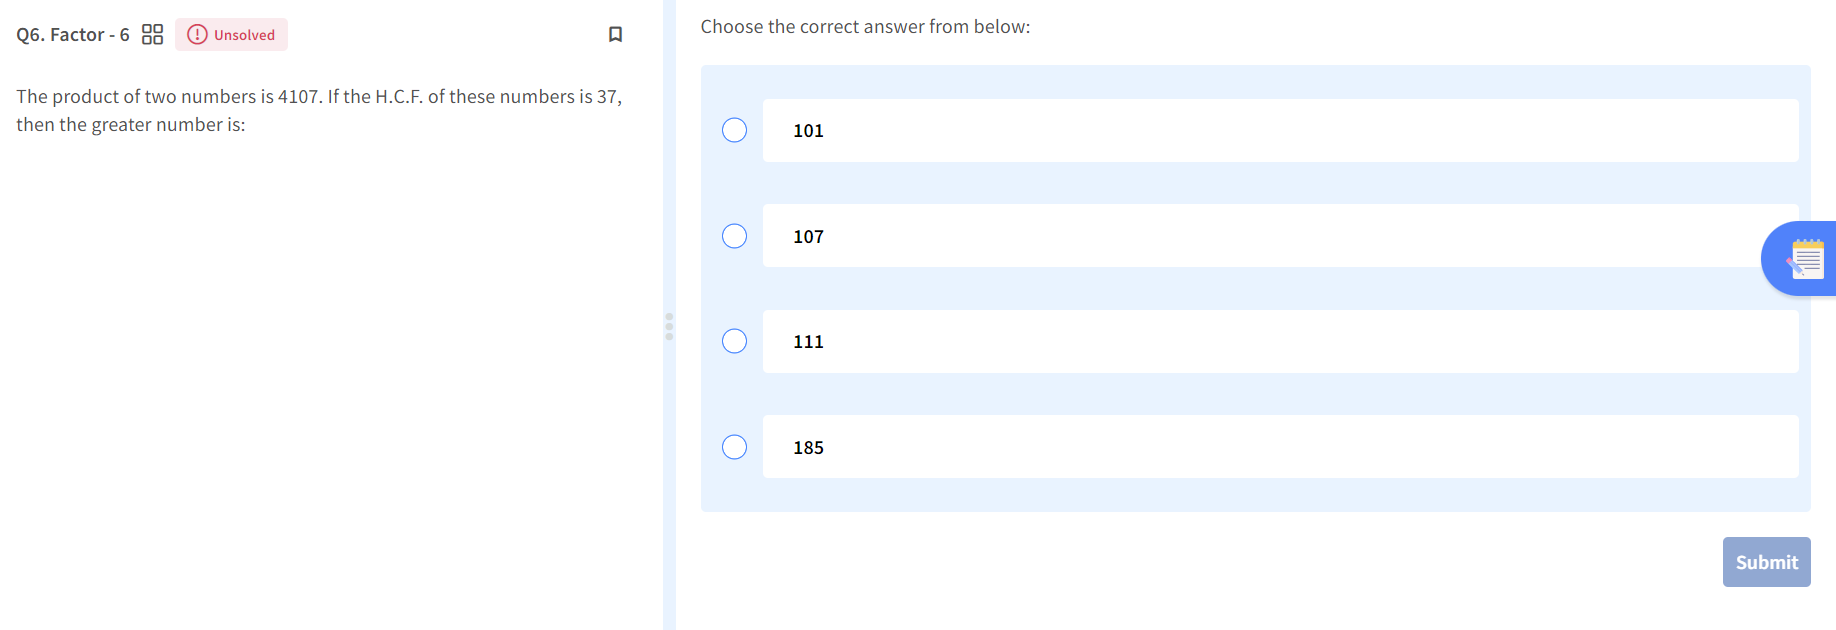 Q6. Factor - 6
Unsolved
The product of two numbers is 4107. If the H.C.F. of these numbers is 37,
then the greater number is:
Choose the correct answer from below:
101
107
111
185
Submit